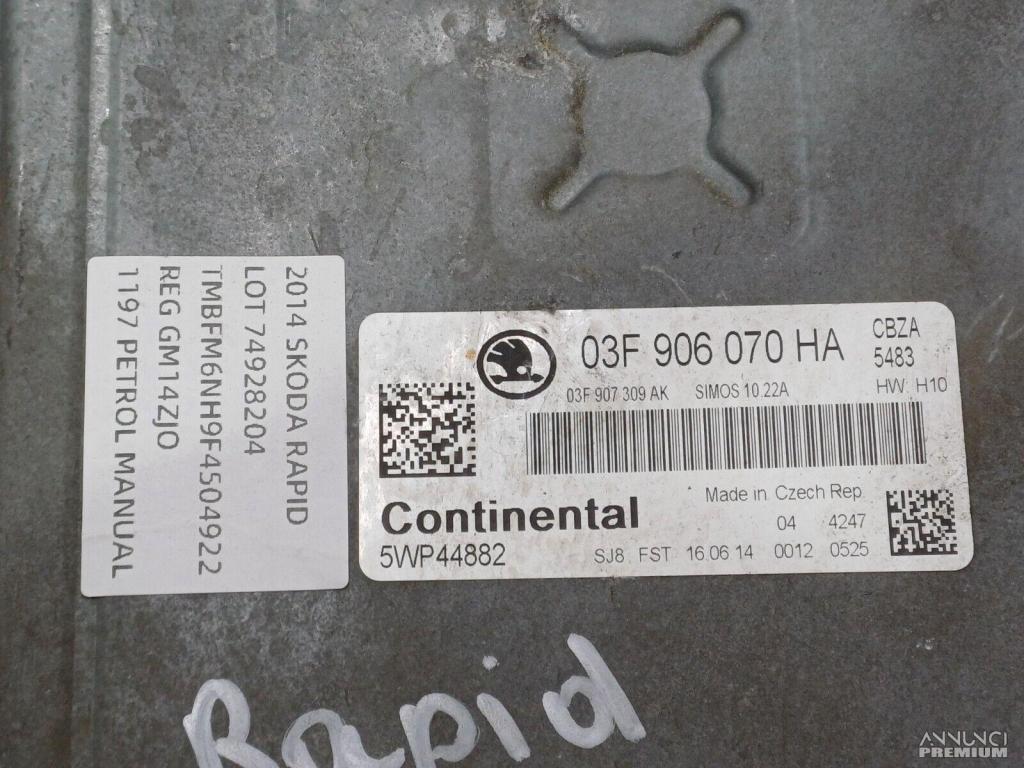 2014 SKODA RAPID
LOT 74928204
TMBFM6NH9F4504922
REG GM14ZJO
1197 PETROL MANUAL
03F 906 070 HA
CBZA
5483
03F 907 309 AK SIMOS 10.22A
HW H10
Continental
5WP44882
Made in Czech Rep.
04 4247
SJ8 FST 16.06.14 0012 0525
Rapid
ANNUNCI
PREMIUM